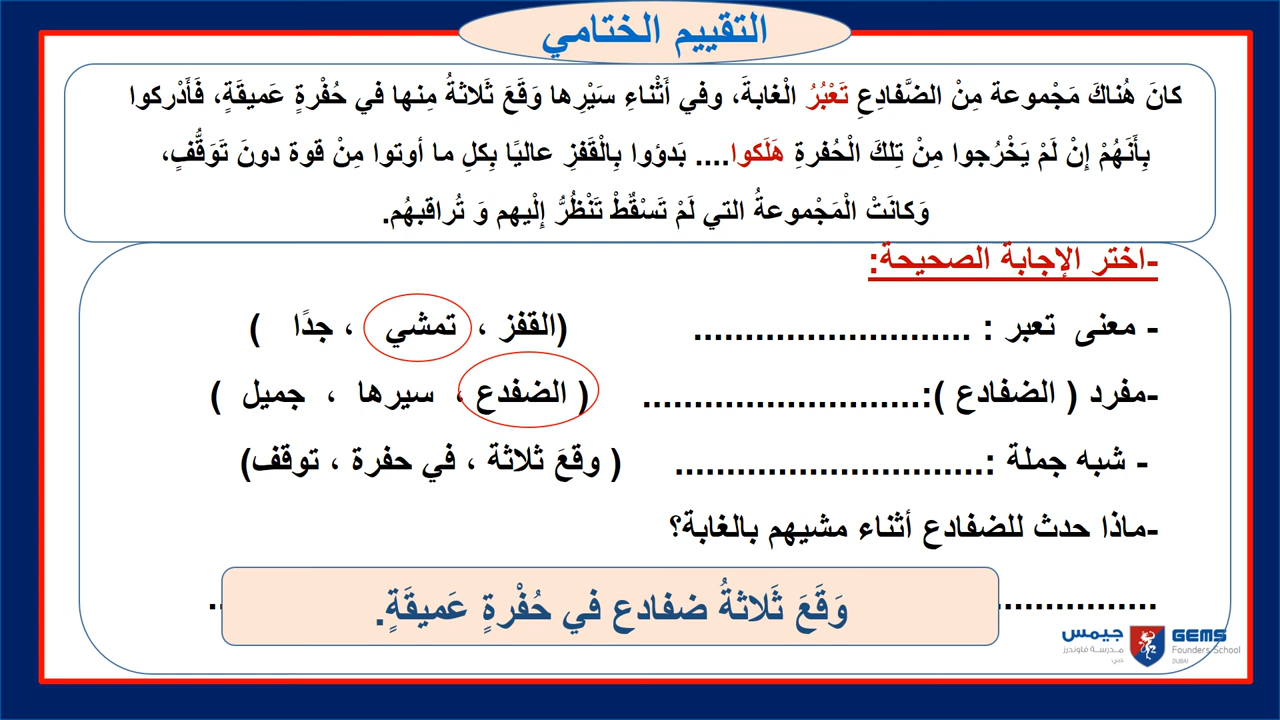 التقييم الختامي
كانَ هُناكَ مَجْموعة مِنْ الضَّفادِعِ تَعْبُرُ الْغابةَ، وفي أَثْناءِ سَيْرِها وَقَعَ ثَلاثةُ مِنها في حُفْرةٍ عَميقَةٍ، فَأَدْركوا
بِأَنَهُمْ إِنْ لَمْ يَخْرُجوا مِنْ تِلكَ الْحُفرةِ هَلَكوا.... بَدؤوا بِالْقَفزِ عاليًا بِكلِ ما أوتوا مِنْ قوة دونَ تَوَقُّفٍ،
وَكانَتْ الْمَجْموعةُ التي لَمْ تَسْقُطْ تَنْظُرُ إِلْيهم وَ تُراقبهُم.
-اختر الإجابة الصحيحة:
- معنى تعبر : ........................... (القفز ، تمشي ، جدًا )
-مفرد ( الضفادع ):........................... ( الضفدع ، سيرها ، جميل )
- شبه جملة :.............................. ( وقعَ ثلاثة ، في حفرة ، توقف)
-ماذا حدث للضفادع أثناء مشيهم بالغابة؟
وَقَعَ ثَلاثةُ ضفادع في حُفْرةٍ عَميقَةٍ.
جيمس GEMS
مدرسة فاوندرز Founders School
دبي DUBAI